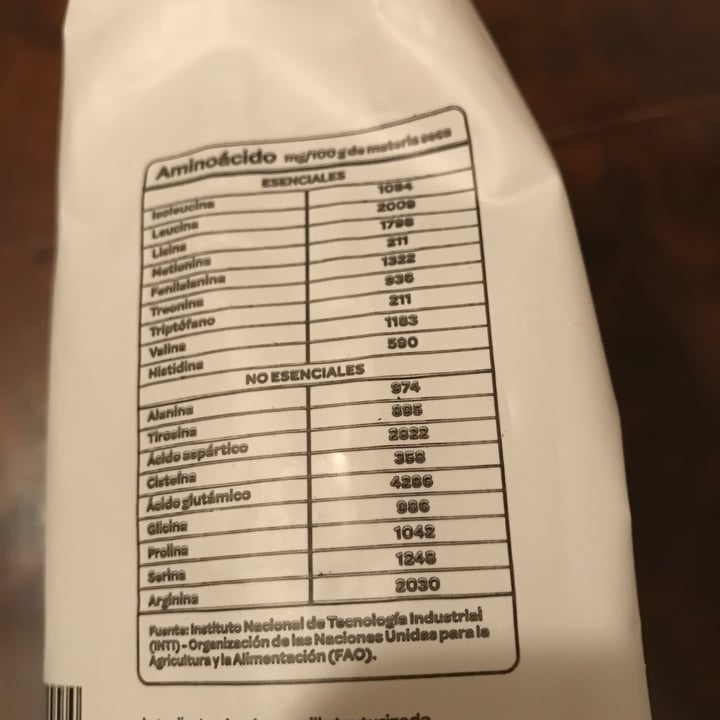 Aminoácido mg/100 g de materia seca
ESENCIALES
Isoleucina 1084
Leucina 2009
Lisina 1798
Metionina 211
Fenilalanina 1322
Treonina 936
Triptófano 211
Valina 1183
Histidina 590
NO ESENCIALES
Alanina 974
Tirosina 895
Ácido aspártico 2922
Cisteína 358
Ácido glutámico 4286
Glicina 986
Prolina 1042
Serina 1248
Arginina 2030
Fuente: Instituto Nacional de Tecnología Industrial
(INTI) - Organización de las Naciones Unidas para la
Agricultura y la Alimentación (FAO).